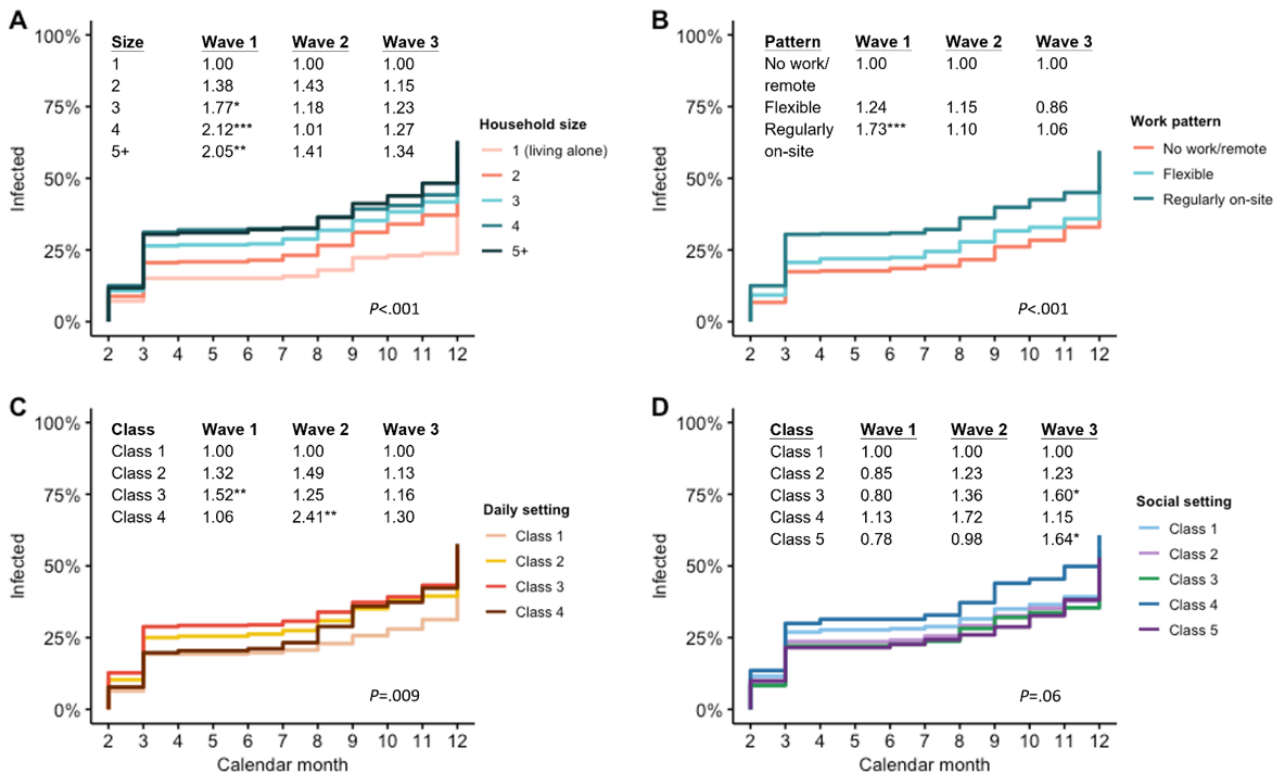 A
100%
75%
50%
25%
0%
Infected
Size Wave 1 Wave 2 Wave 3
1 1.00 1.00 1.00
2 1.38 1.43 1.15
3 1.77* 1.18 1.23
4 2.12*** 1.01 1.27
5+ 2.05** 1.41 1.34
Household size
1 (living alone)
2
3
4
5+
P<.001
2 3 4 5 6 7 8 9 10 11 12
B
100%
75%
50%
25%
0%
Infected
Pattern Wave 1 Wave 2 Wave 3
No work/ 1.00 1.00 1.00
remote
Flexible 1.24 1.15 0.86
Regularly 1.73*** 1.10 1.06
on-site
Work pattern
No work/remote
Flexible
Regularly on-site
P<.001
2 3 4 5 6 7 8 9 10 11 12
C
100%
75%
50%
25%
0%
Infected
Class Wave 1 Wave 2 Wave 3
Class 1 1.00 1.00 1.00
Class 2 1.32 1.49 1.13
Class 3 1.52** 1.25 1.16
Class 4 1.06 2.41** 1.30
Daily setting
Class 1
Class 2
Class 3
Class 4
P=.009
2 3 4 5 6 7 8 9 10 11 12
Calendar month
D
100%
75%
50%
25%
0%
Infected
Class Wave 1 Wave 2 Wave 3
Class 1 1.00 1.00 1.00
Class 2 0.85 1.23 1.23
Class 3 0.80 1.36 1.60*
Class 4 1.13 1.72 1.15
Class 5 0.78 0.98 1.64*
Social setting
Class 1
Class 2
Class 3
Class 4
Class 5
P=.06
2 3 4 5 6 7 8 9 10 11 12
Calendar month